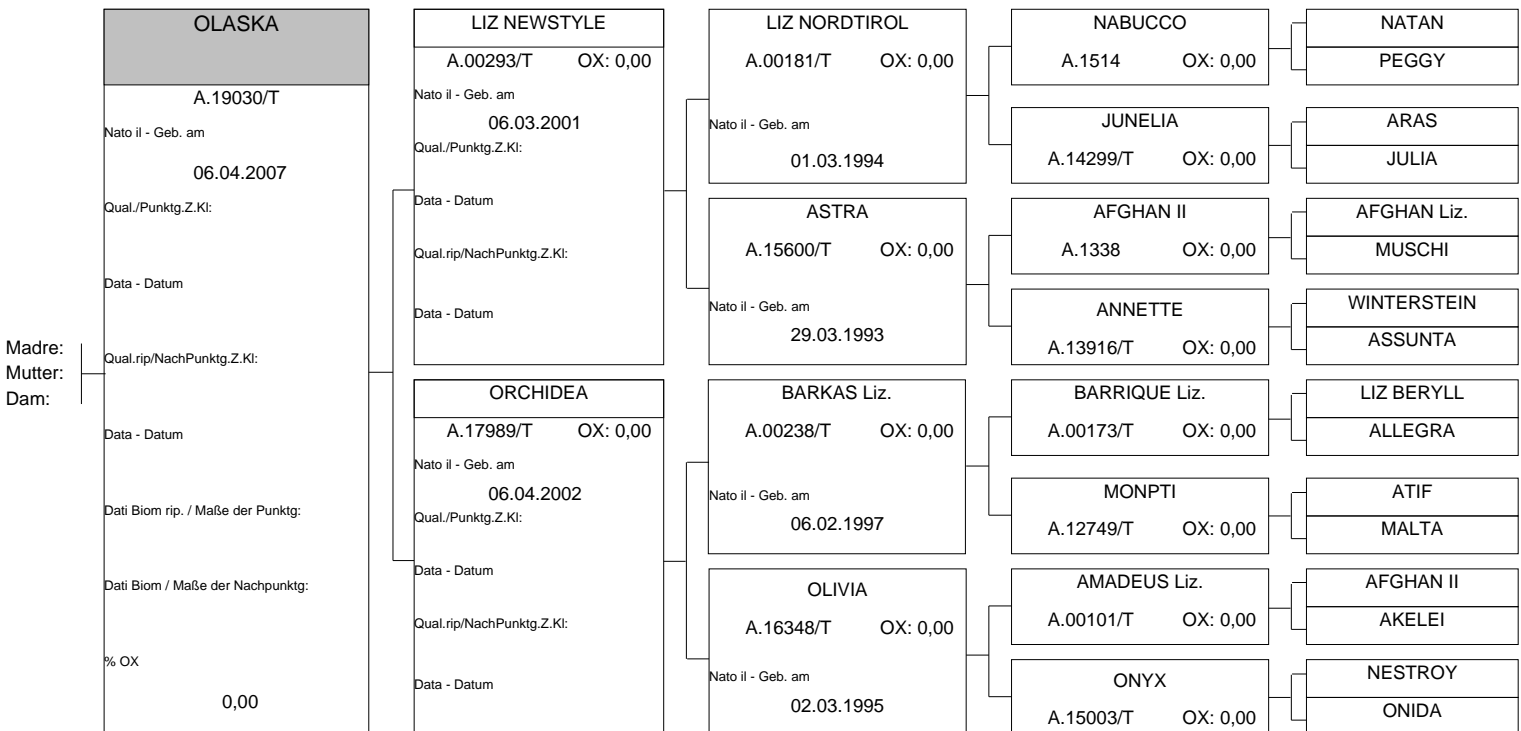 Madre:
Mutter:
Dam:
OLASKA
A.19030/T
Nato il - Geb. am
06.04.2007
Qual./Punktg.Z.Kl:
Data - Datum
Qual.rip/NachPunktg.Z.Kl:
Data - Datum
Dati Biom rip. / Maße der Punktg:
Dati Biom / Maße der Nachpunktg:
% OX
0,00
LIZ NEWSTYLE
A.00293/T OX: 0,00
Nato il - Geb. am
06.03.2001
Qual./Punktg.Z.Kl:
Data - Datum
Qual.rip/NachPunktg.Z.Kl:
Data - Datum
ORCHIDEA
A.17989/T OX: 0,00
Nato il - Geb. am
06.04.2002
Qual./Punktg.Z.Kl:
Data - Datum
Qual.rip/NachPunktg.Z.Kl:
Data - Datum
LIZ NORDTIROL
A.00181/T OX: 0,00
Nato il - Geb. am
01.03.1994
ASTRA
A.15600/T OX: 0,00
Nato il - Geb. am
29.03.1993
BARKAS Liz.
A.00238/T OX: 0,00
Nato il - Geb. am
06.02.1997
OLIVIA
A.16348/T OX: 0,00
Nato il - Geb. am
02.03.1995
NABUCCO
A.1514 OX: 0,00
JUNELIA
A.14299/T OX: 0,00
AFGHAN II
A.1338 OX: 0,00
ANNETTE
A.13916/T OX: 0,00
BARRIQUE Liz.
A.00173/T OX: 0,00
MONPTI
A.12749/T OX: 0,00
AMADEUS Liz.
A.00101/T OX: 0,00
ONYX
A.15003/T OX: 0,00
NATAN
PEGGY
ARAS
JULIA
AFGHAN Liz.
MUSCHI
WINTERSTEIN
ASSUNTA
LIZ BERYLL
ALLEGRA
ATIF
MALTA
AFGHAN II
AKELEI
NESTROY
ONIDA